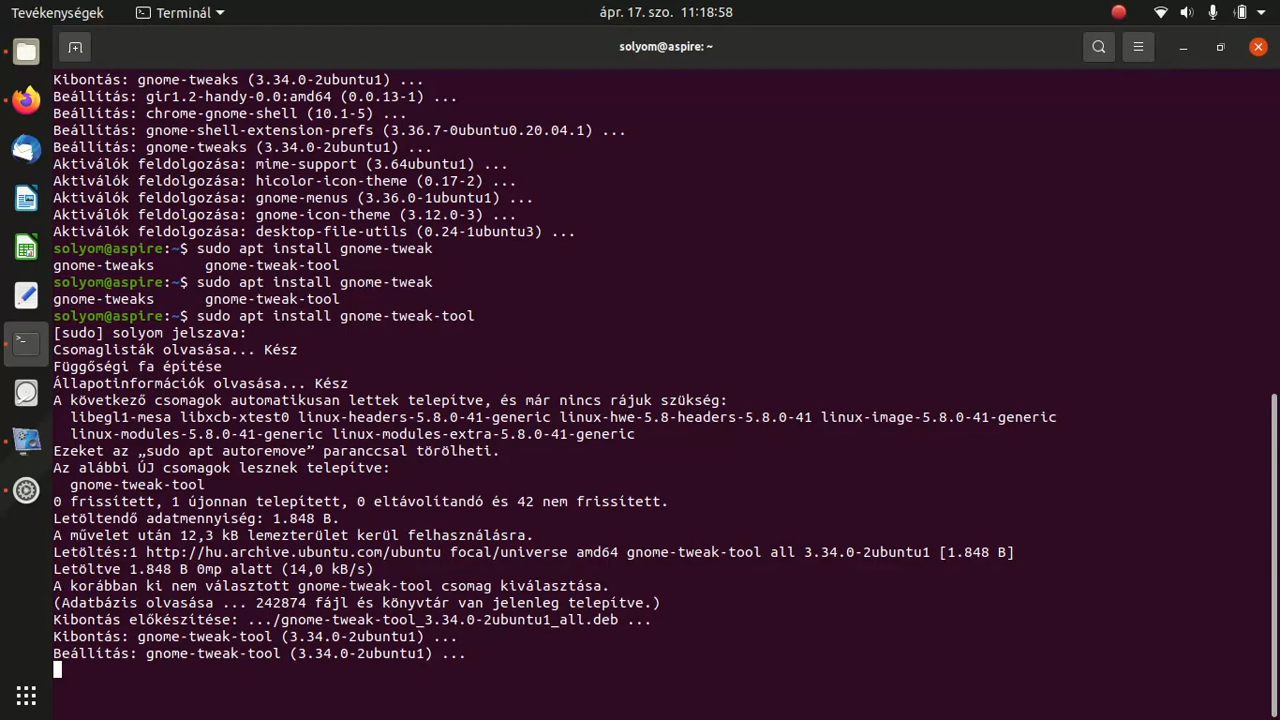 Tevékenységek
Terminál
ápr. 17. szo. 11:18:58
solyom@aspire: ~
Kibontás: gnome-tweaks (3.34.0-2ubuntu1) ...
Beállítás: gir1.2-handy-0.0:amd64 (0.0.13-1) ...
Beállítás: chrome-gnome-shell (10.1-5) ...
Beállítás: gnome-shell-extension-prefs (3.36.7-0ubuntu0.20.04.1) ...
Beállítás: gnome-tweaks (3.34.0-2ubuntu1) ...
Aktiválók feldolgozása: mime-support (3.64ubuntu1) ...
Aktiválók feldolgozása: hicolor-icon-theme (0.17-2) ...
Aktiválók feldolgozása: gnome-menus (3.36.0-1ubuntu1) ...
Aktiválók feldolgozása: gnome-icon-theme (3.12.0-3) ...
Aktiválók feldolgozása: desktop-file-utils (0.24-1ubuntu3) ...
solyom@aspire:~$ sudo apt install gnome-tweak
gnome-tweaks      gnome-tweak-tool
solyom@aspire:~$ sudo apt install gnome-tweak
gnome-tweaks      gnome-tweak-tool
solyom@aspire:~$ sudo apt install gnome-tweak-tool
[sudo] solyom jelszava:
Csomaglisták olvasása... Kész
Függőségi fa építése
Állapotinformációk olvasása... Kész
A következő csomagok automatikusan lettek telepítve, és már nincs rájuk szükség:
  libegl1-mesa libxcb-xtest0 linux-headers-5.8.0-41-generic linux-hwe-5.8-headers-5.8.0-41 linux-image-5.8.0-41-generic
  linux-modules-5.8.0-41-generic linux-modules-extra-5.8.0-41-generic
Ezeket az „sudo apt autoremove” paranccsal törölheti.
Az alábbi ÚJ csomagok lesznek telepítve:
  gnome-tweak-tool
0 frissített, 1 újonnan telepített, 0 eltávolítandó és 42 nem frissített.
Letöltendő adatmennyiség: 1.848 B.
A művelet után 12,3 kB lemezterület kerül felhasználásra.
Letöltés:1 http://hu.archive.ubuntu.com/ubuntu focal/universe amd64 gnome-tweak-tool all 3.34.0-2ubuntu1 [1.848 B]
Letöltve 1.848 B 0mp alatt (14,0 kB/s)
A korábban ki nem választott gnome-tweak-tool csomag kiválasztása.
(Adatbázis olvasása ... 242874 fájl és könyvtár van jelenleg telepítve.)
Kibontás előkészítése: .../gnome-tweak-tool_3.34.0-2ubuntu1_all.deb ...
Kibontás: gnome-tweak-tool (3.34.0-2ubuntu1) ...
Beállítás: gnome-tweak-tool (3.34.0-2ubuntu1) ...